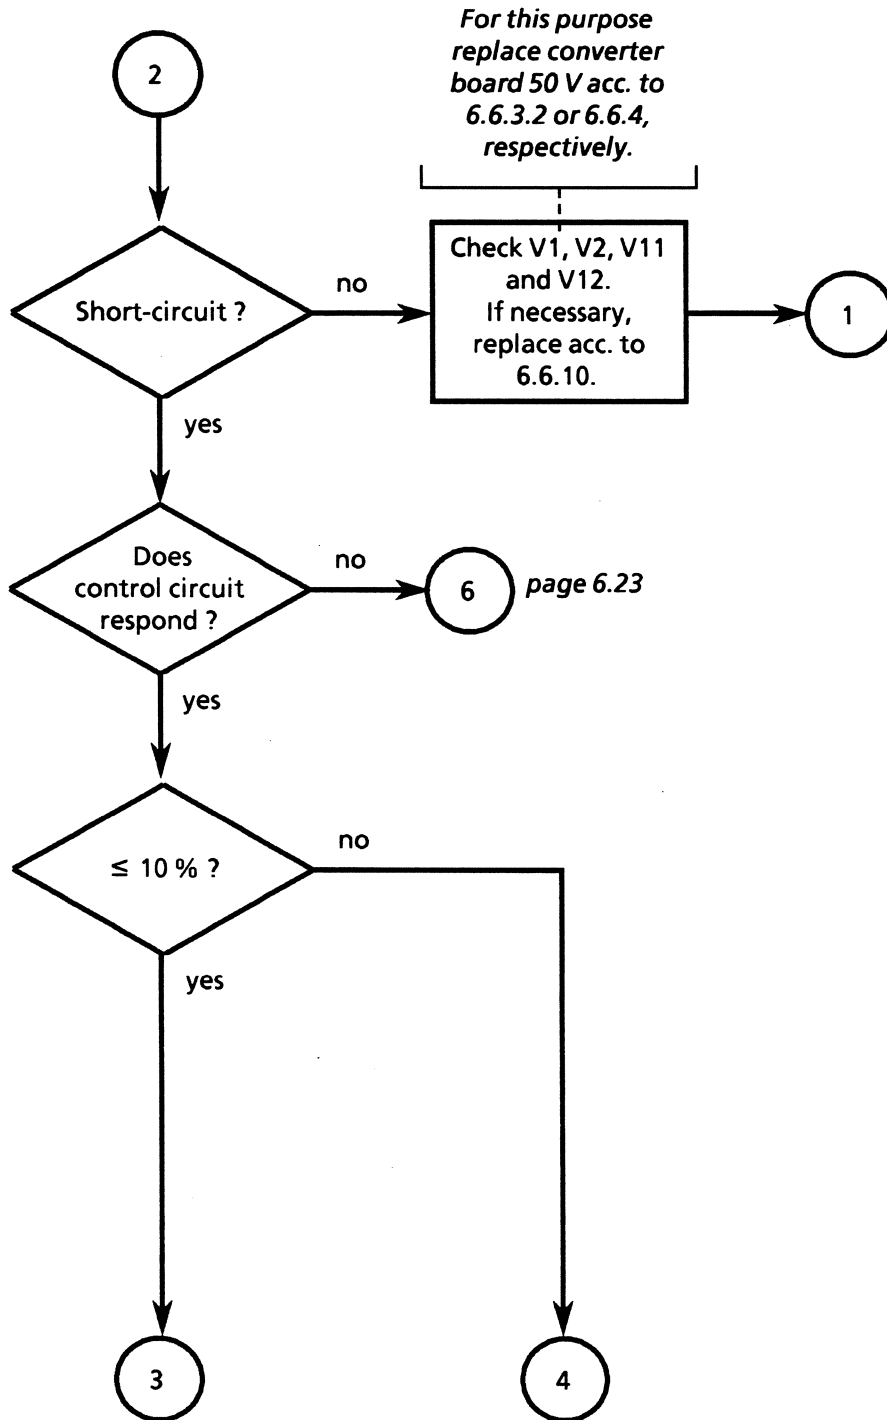 For this purpose
replace converter
board 50 V acc. to
6.6.3.2 or 6.6.4,
respectively.
2
Short-circuit ?
no
Check V1, V2, V11
and V12.
If necessary,
replace acc. to
6.6.10.
1
yes
Does
control circuit
respond ?
no
6
page 6.23
yes
≤ 10 % ?
no
yes
3
4